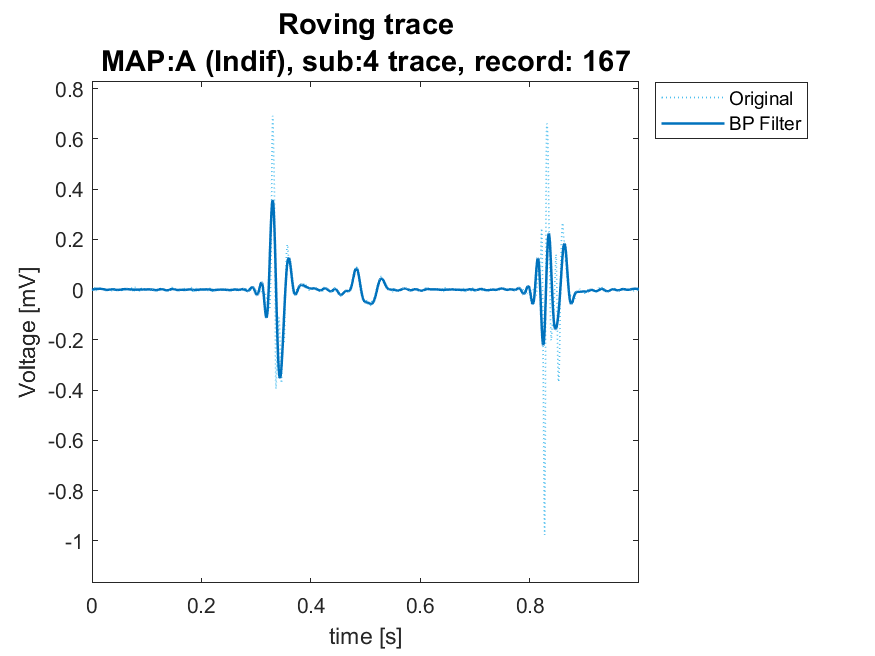 Roving trace
MAP:A (Indif), sub:4 trace, record: 167
Original
BP Filter
0.8
0.6
0.4
0.2
0
-0.2
-0.4
-0.6
-0.8
-1
Voltage [mV]
0 0.2 0.4 0.6 0.8
time [s]